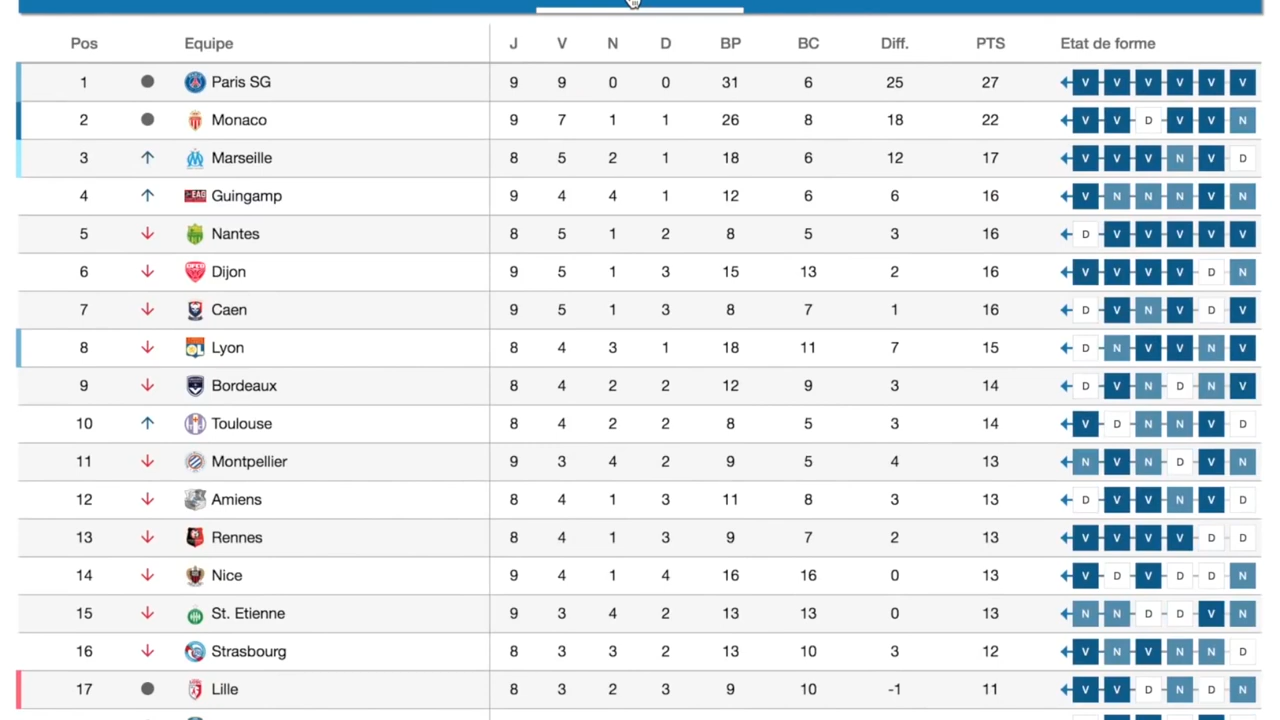 Pos Equipe J V N D BP BC Diff. PTS Etat de forme
1 Paris SG 9 9 0 0 31 6 25 27 V V V V V V
2 Monaco 9 7 1 1 26 8 18 22 V V D V V N
3 Marseille 8 5 2 1 18 6 12 17 V V V N V D
4 EAG Guingamp 9 4 4 1 12 6 6 16 V N N N V N
5 Nantes 8 5 1 2 8 5 3 16 D V V V V V
6 Dijon 9 5 1 3 15 13 2 16 V V V V D N
7 Caen 9 5 1 3 8 7 1 16 D V N V D V
8 OL Lyon 8 4 3 1 18 11 7 15 D N V V N V
9 Bordeaux 8 4 2 2 12 9 3 14 D V N D N V
10 Toulouse 8 4 2 2 8 5 3 14 V D N N V D
11 Montpellier 9 3 4 2 9 5 4 13 N V N D V N
12 Amiens 8 4 1 3 11 8 3 13 D V V N V D
13 Rennes 8 4 1 3 9 7 2 13 V V V V D D
14 Nice 9 4 1 4 16 16 0 13 V D V D D N
15 St. Etienne 9 3 4 2 13 13 0 13 N N D D V N
16 Strasbourg 8 3 3 2 13 10 3 12 V N V N N D
17 Lille 8 3 2 3 9 10 -1 11 V V D N D N